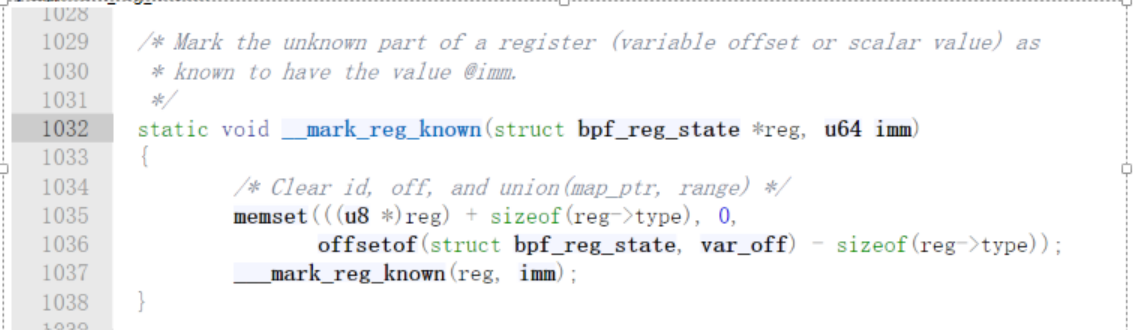 1028
1029 /* Mark the unknown part of a register (variable offset or scalar value) as
1030 * known to have the value @imm.
1031 */
1032 static void __mark_reg_known(struct bpf_reg_state *reg, u64 imm)
1033 {
1034 /* Clear id, off, and union(map_ptr, range) */
1035 memset(((u8 *)reg) + sizeof(reg->type), 0,
1036 offsetof(struct bpf_reg_state, var_off) - sizeof(reg->type));
1037 ___mark_reg_known(reg, imm);
1038 }